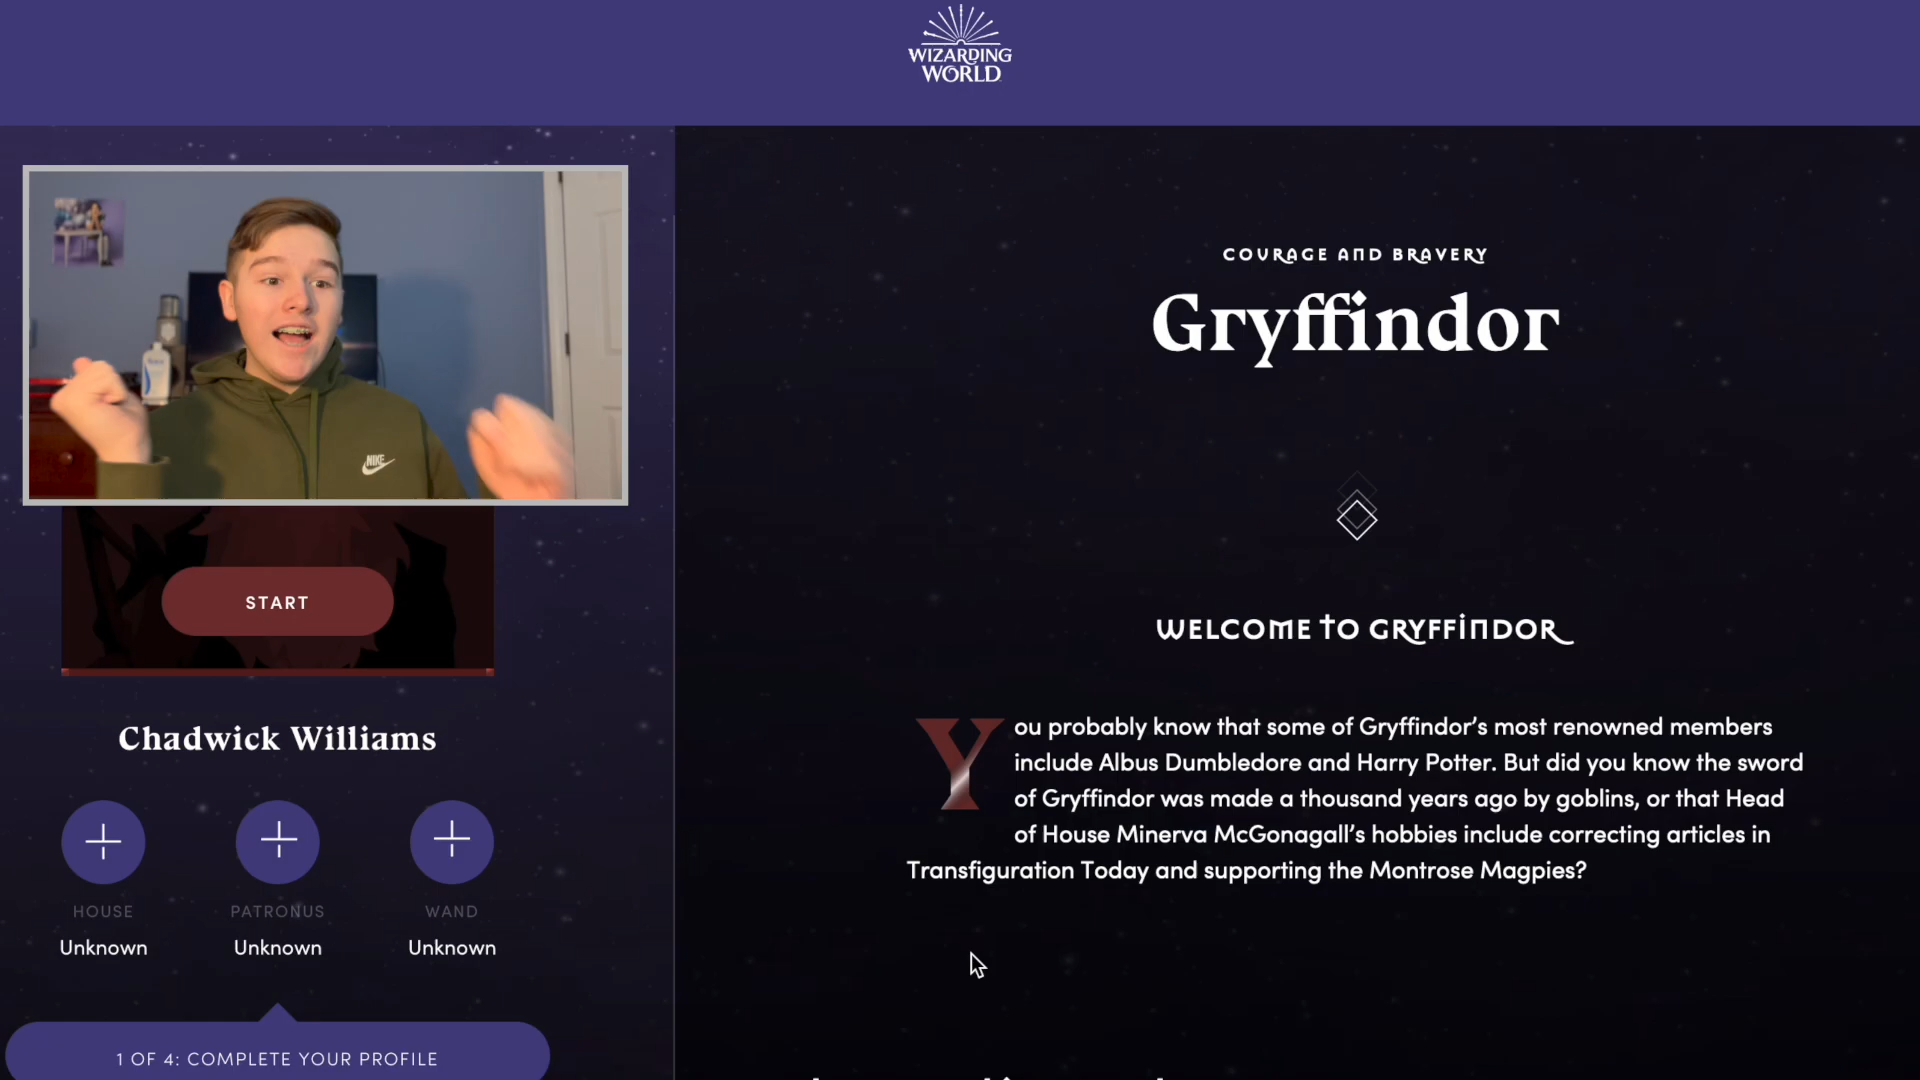 WIZARDING
WORLD
NIKE
START
Chadwick Williams
HOUSE
PATRONUS
WAND
Unknown
Unknown
Unknown
1 OF 4: COMPLETE YOUR PROFILE
COURAGE AND BRAVERY
Gryffindor
WELCOME TO GRYFFINDOR
You probably know that some of Gryffindor’s most renowned members
include Albus Dumbledore and Harry Potter. But did you know the sword
of Gryffindor was made a thousand years ago by goblins, or that Head
of House Minerva McGonagall’s hobbies include correcting articles in
Transfiguration Today and supporting the Montrose Magpies?